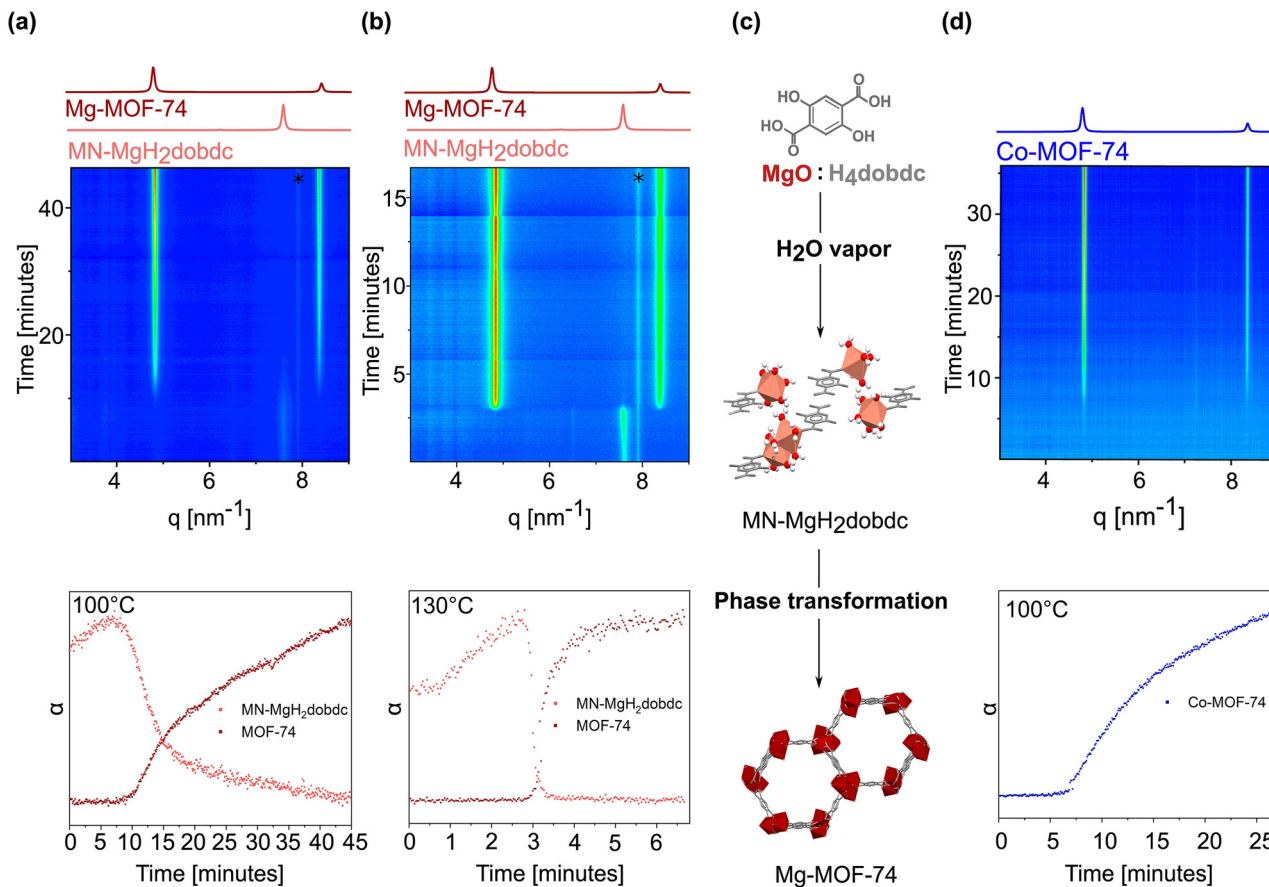 (a)
Mg-MOF-74
MN-MgH2dobdc
*
40
20
Time [minutes]
4
6
8
q [nm-1]
100°C
α
MN-MgH2dobdc
MOF-74
0
5
10
15
20
25
30
35
40
45
Time [minutes]
(b)
Mg-MOF-74
MN-MgH2dobdc
*
15
10
5
Time [minutes]
4
6
8
q [nm-1]
130°C
α
MN-MgH2dobdc
MOF-74
0
1
2
3
4
5
6
Time [minutes]
(c)
O
HO
OH
HO
OH
O
MgO : H4dobdc
H2O vapor
MN-MgH2dobdc
Phase transformation
Mg-MOF-74
(d)
Co-MOF-74
30
20
10
Time [minutes]
4
6
8
q [nm-1]
100°C
α
Co-MOF-74
0
5
10
15
20
25
Time [minutes]